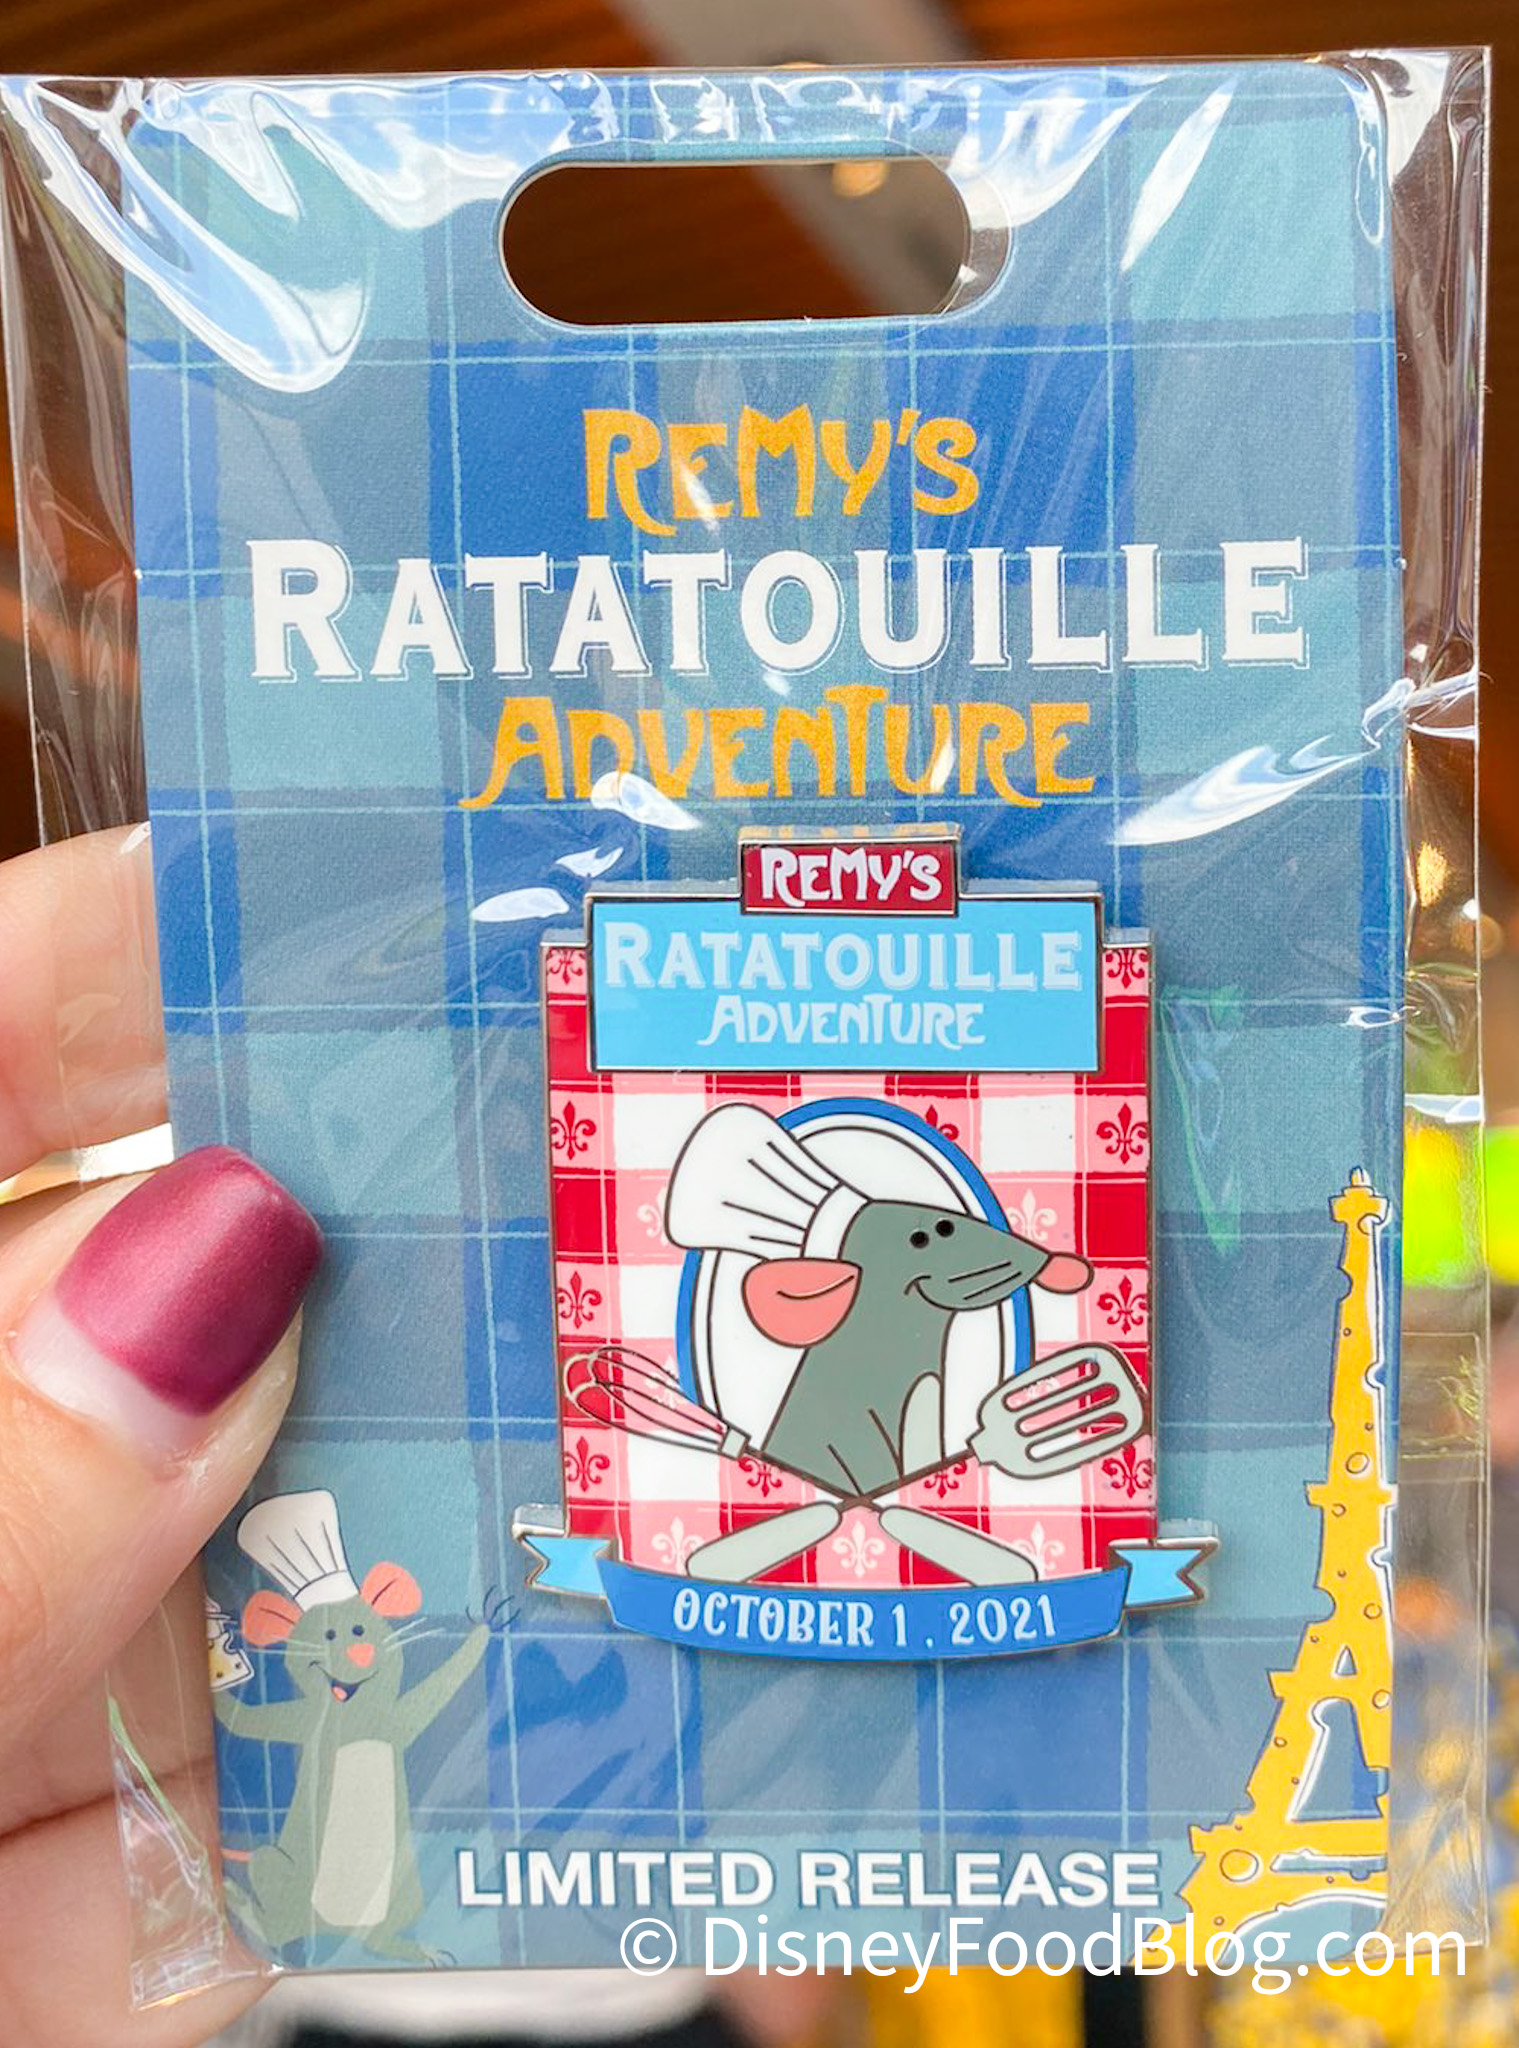 REMY'S
RATATOUILLE
ADVENTURE
REMY'S
RATATOUILLE
ADVENTURE
OCTOBER 1, 2021
LIMITED RELEASE
© DisneyFoodBlog.com